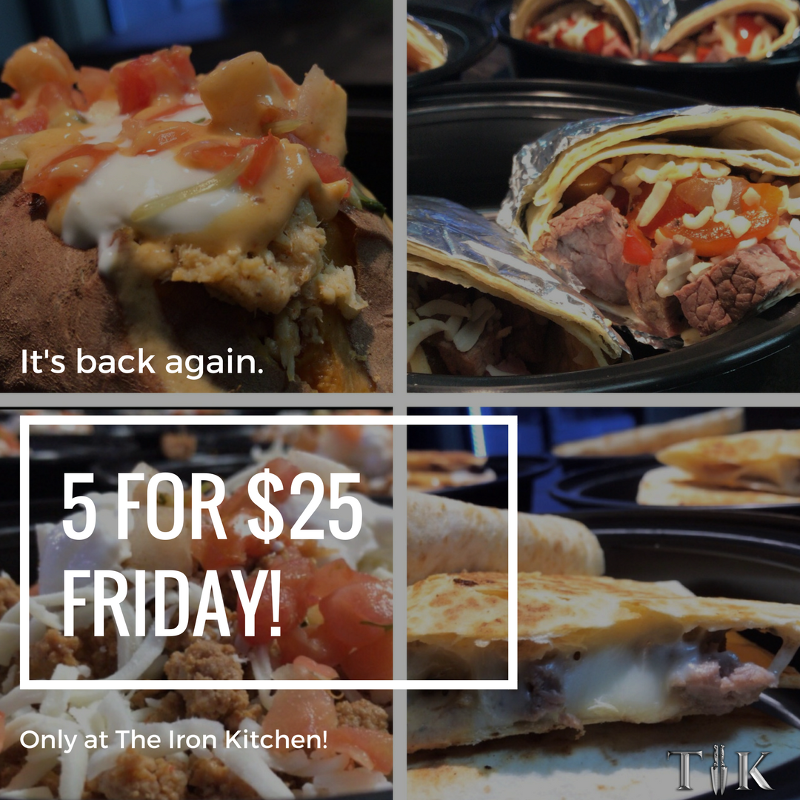 It's back again.
5 FOR $25
FRIDAY!
Only at The Iron Kitchen!
TIK